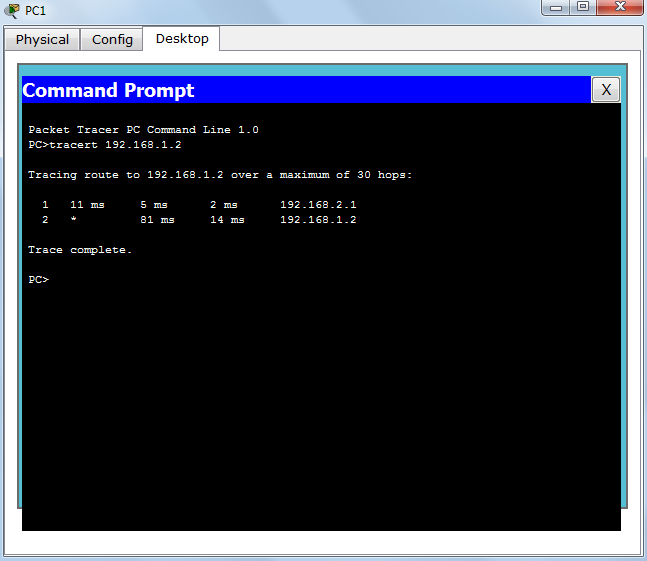 PC1
Physical Config Desktop
Command Prompt X
Packet Tracer PC Command Line 1.0
PC>tracert 192.168.1.2
Tracing route to 192.168.1.2 over a maximum of 30 hops:
1 11 ms 5 ms 2 ms 192.168.2.1
2 * 81 ms 14 ms 192.168.1.2
Trace complete.
PC>